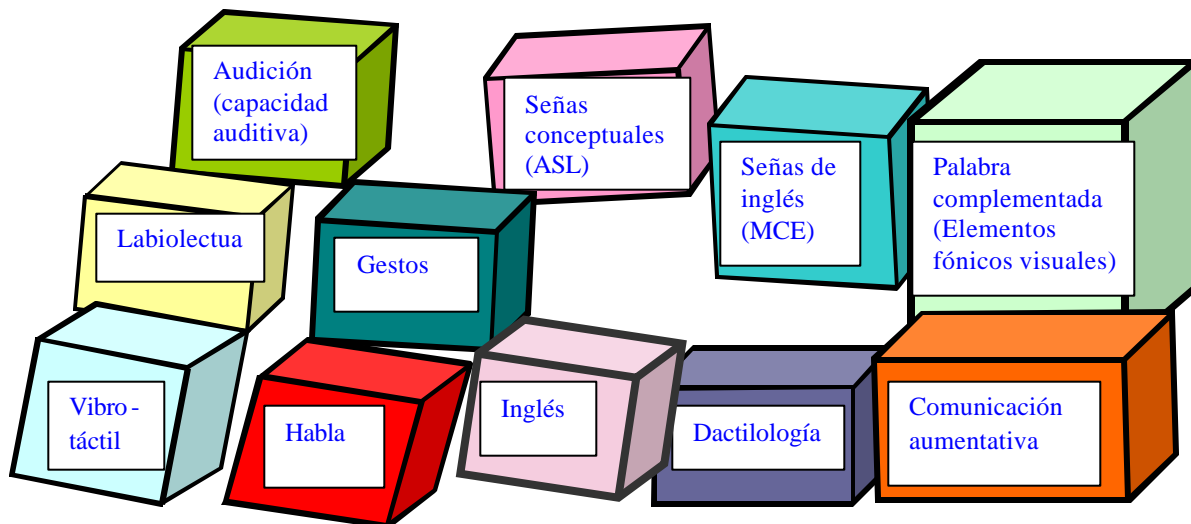 Audición
(capacidad
auditiva)
Señas
conceptuales
(ASL)
Señas de
inglés
(MCE)
Palabra
complementada
(Elementos
fónicos visuales)
Labiolectua
Gestos
Vibro-
táctil
Habla
Inglés
Dactilología
Comunicación
aumentativa